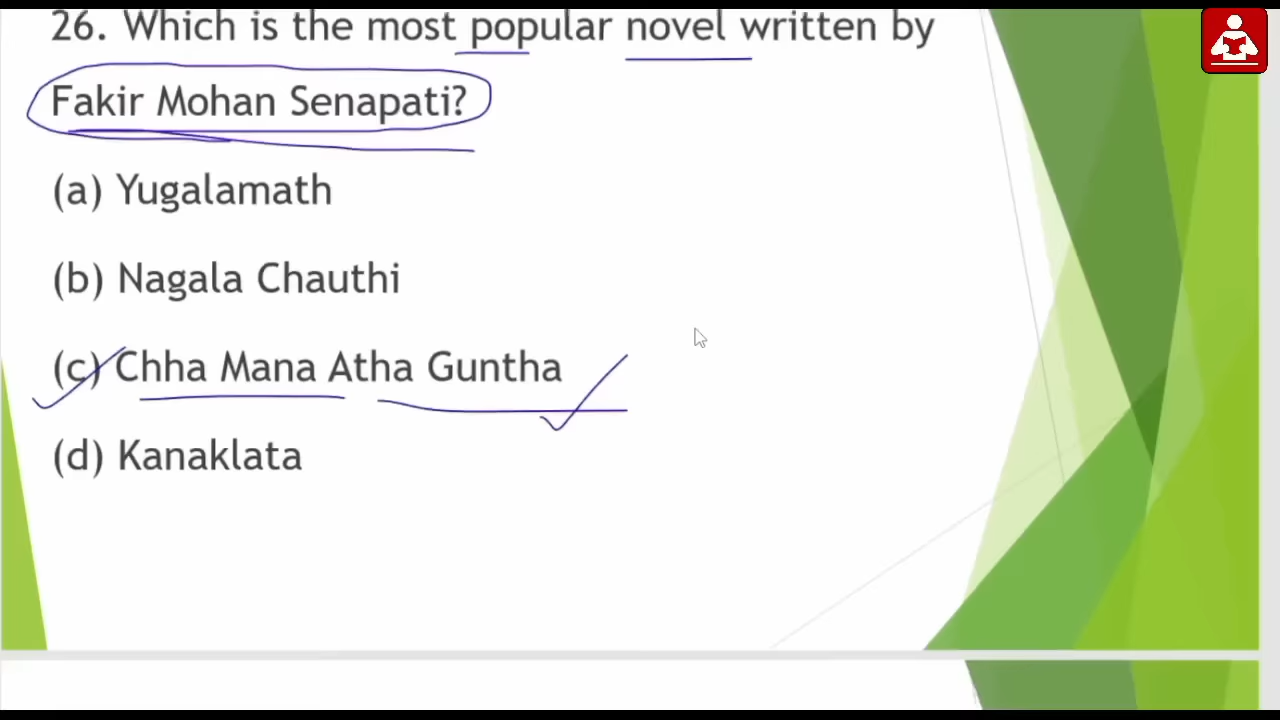 26. Which is the most popular novel written by
Fakir Mohan Senapati?
(a) Yugalamath
(b) Nagala Chauthi
(c) Chha Mana Atha Guntha
(d) Kanaklata